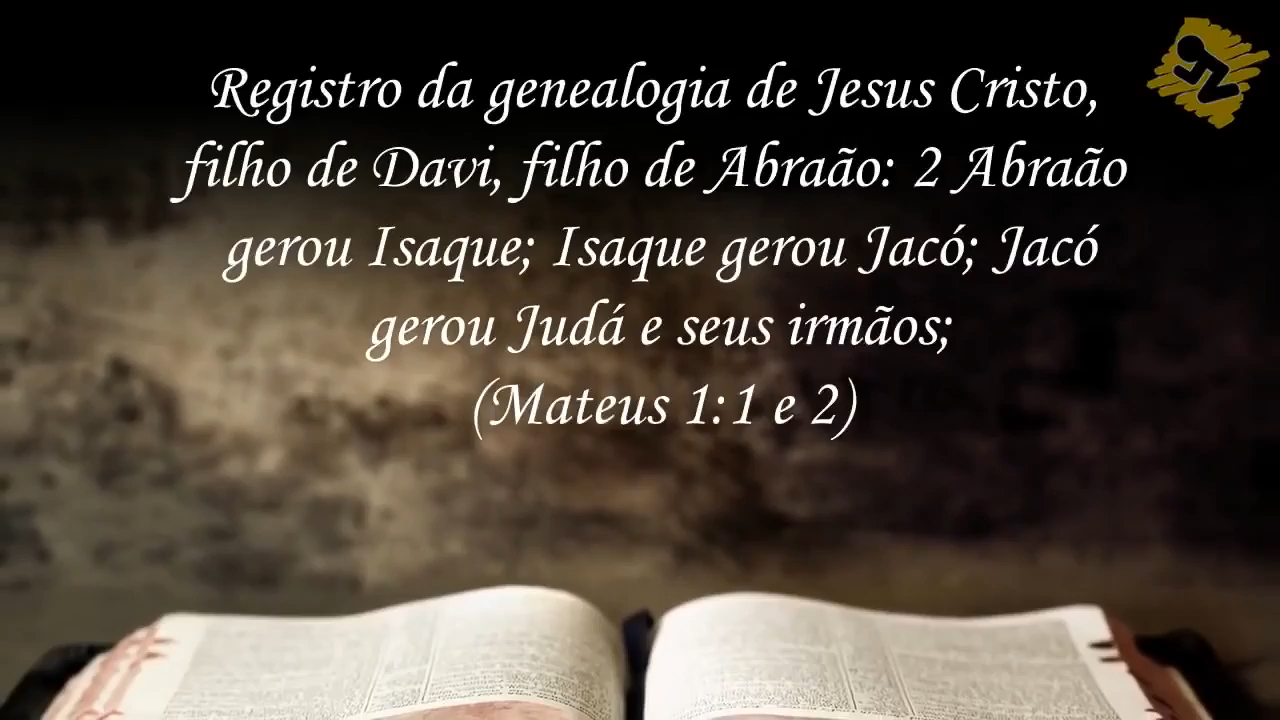 Registro da genealogia de Jesus Cristo,
filho de Davi, filho de Abraão: 2 Abraão
gerou Isaque; Isaque gerou Jacó; Jacó
gerou Judá e seus irmãos;
(Mateus 1:1 e 2)